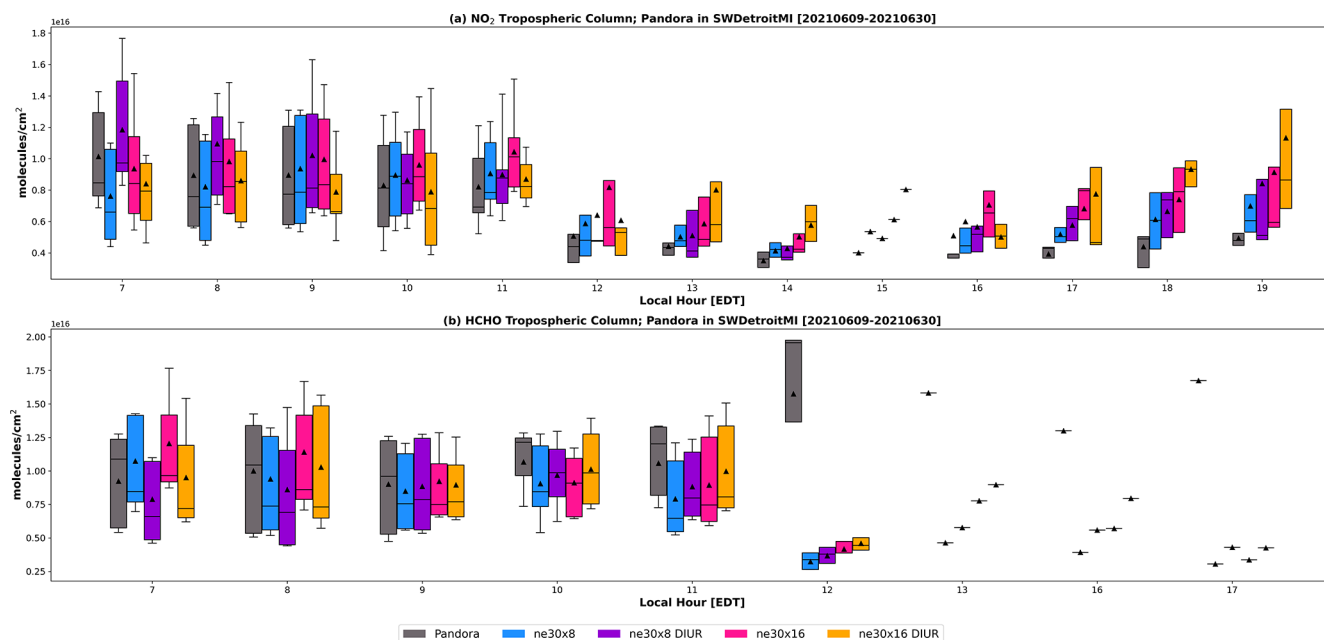 (a) NO₂ Tropospheric Column; Pandora in SWDetroitMI [20210609-20210630]
1e16
molecules/cm²
1.8
1.6
1.4
1.2
1.0
0.8
0.6
0.4
7 8 9 10 11 12 13 14 15 16 17 18 19
Local Hour [EDT]
(b) HCHO Tropospheric Column; Pandora in SWDetroitMI [20210609-20210630]
1e16
molecules/cm²
2.00
1.75
1.50
1.25
1.00
0.75
0.50
0.25
7 8 9 10 11 12 13 16 17
Local Hour [EDT]
Pandora ne30x8 ne30x8 DIUR ne30x16 ne30x16 DIUR